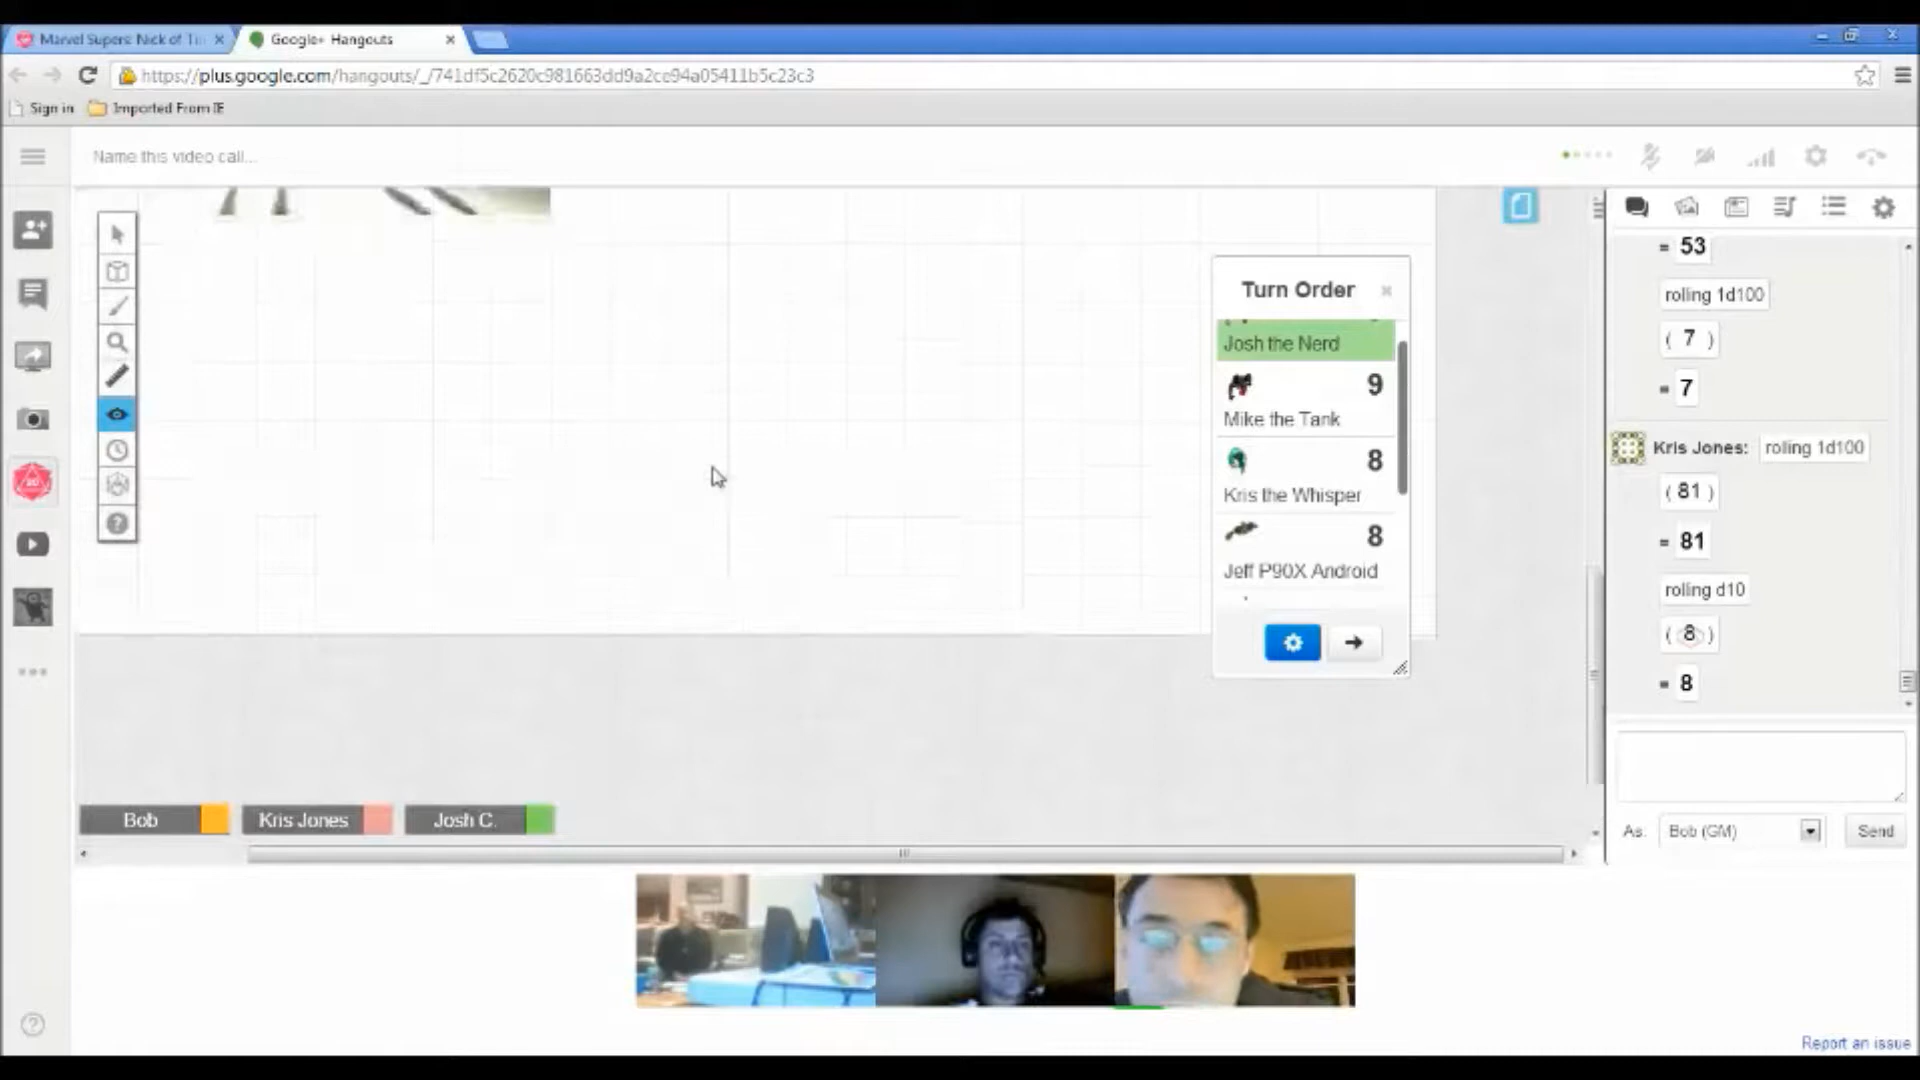 Marvel Supers: Nick of Ti
Google+ Hangouts
https://plus.google.com/hangouts/_/741df5c2620c981663dd9a2ce94a05411b5c23c3
Sign in
Imported From IE
Name this video call...
Turn Order
Josh the Nerd
9
Mike the Tank
8
Kris the Whisper
8
Jeff P90X Android
= 53
rolling 1d100
( 7 )
= 7
Kris Jones: rolling 1d100
( 81 )
= 81
rolling d10
( 8 )
= 8
As: Bob (GM) Send
Bob
Kris Jones
Josh C.
Report an issue